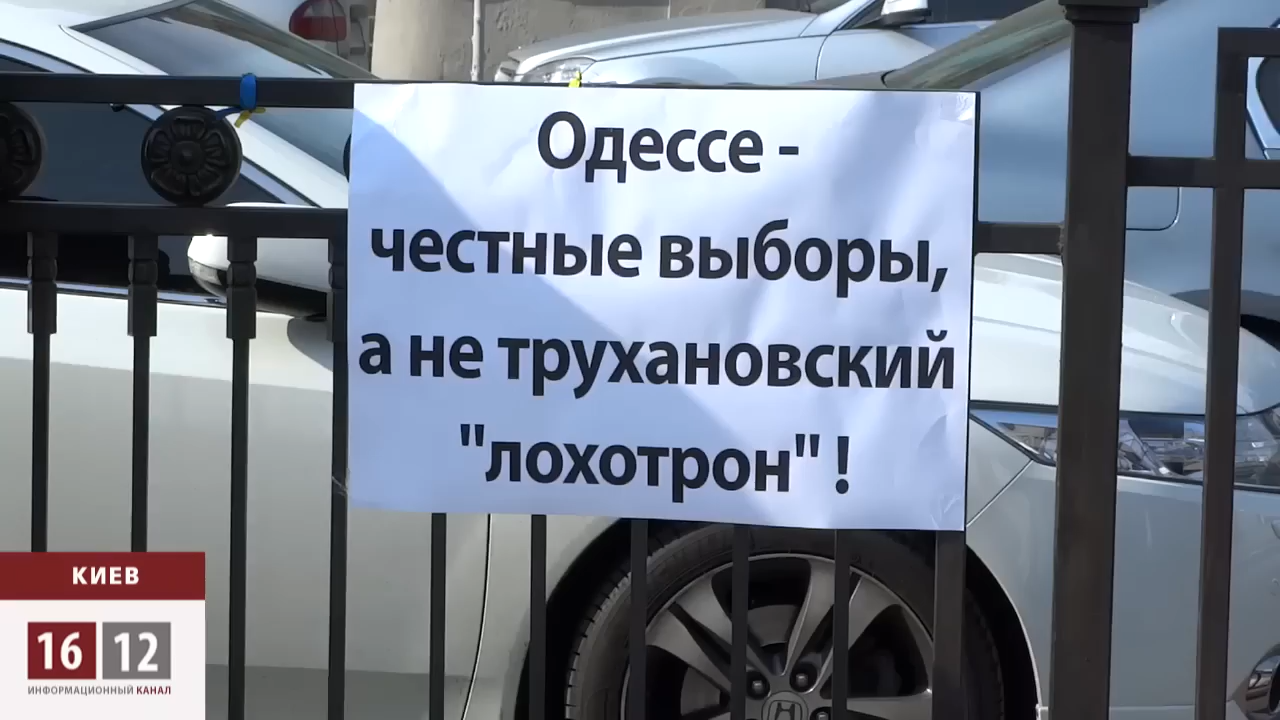 Одессе -
честные выборы,
а не трухановский
"лохотрон" !
КИЕВ
16 12
ИНФОРМАЦИОННЫЙ КАНАЛ